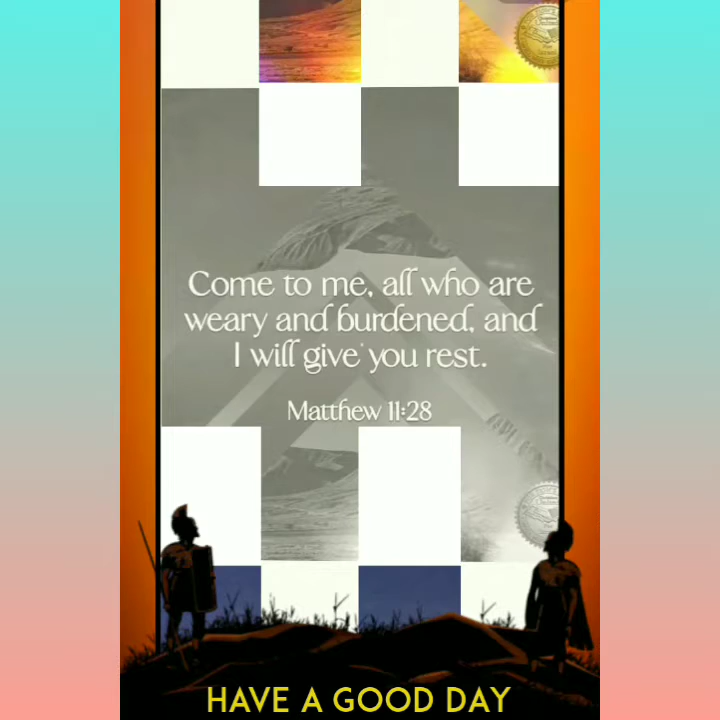 Come to me, all who are
weary and burdened, and
I will give you rest.
Matthew 11:28
HAVE A GOOD DAY